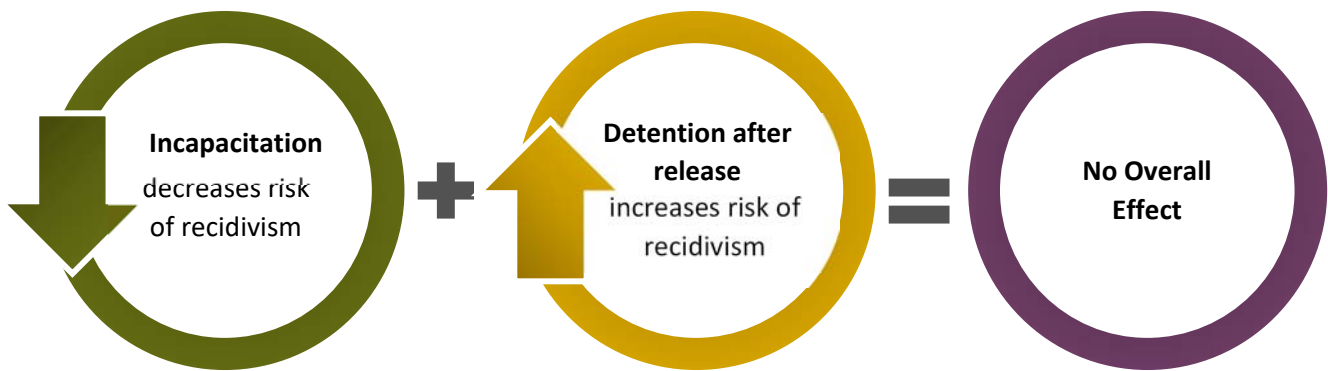 Incapacitation
decreases risk
of recidivism
+
Detention after
release
increases risk of
recidivism
=
No Overall
Effect